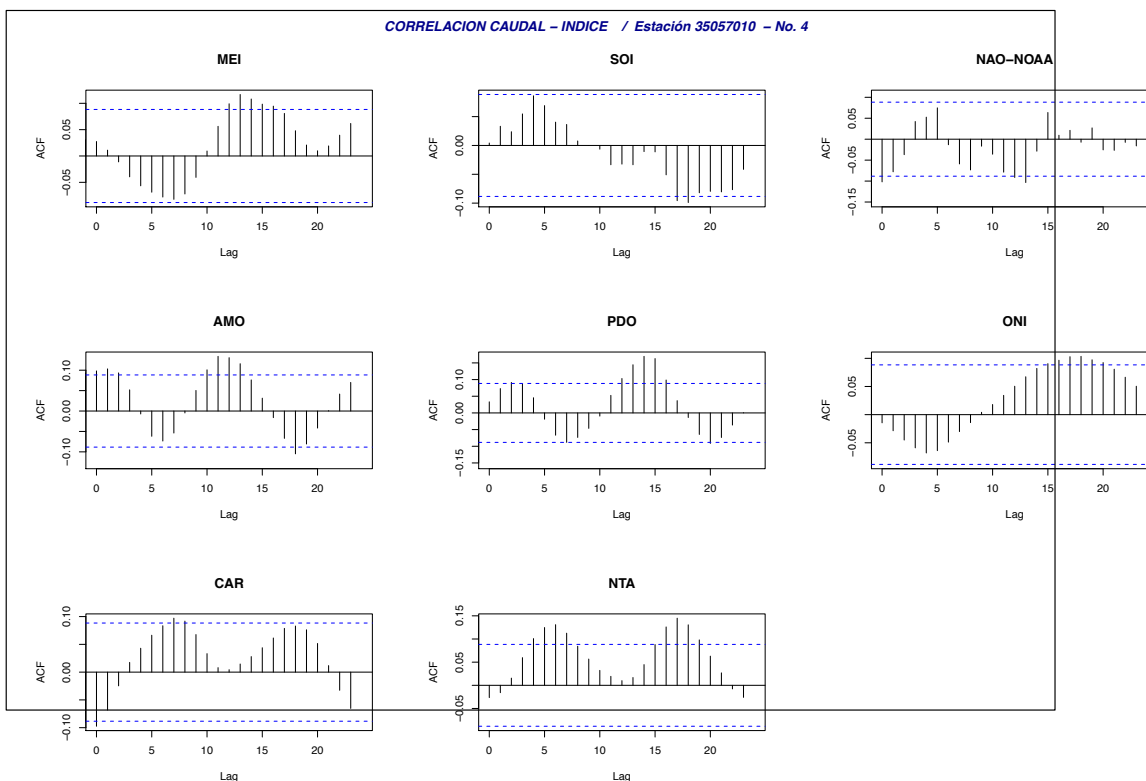 CORRELACION CAUDAL – INDICE / Estación 35057010 – No. 4
MEI
ACF
0.05
−0.05
0 5 10 15 20
Lag
SOI
ACF
0.00
−0.10
0 5 10 15 20
Lag
NAO−NOAA
ACF
0.05
−0.05
−0.15
0 5 10 15 20
Lag
AMO
ACF
0.10
0.00
−0.10
0 5 10 15 20
Lag
PDO
ACF
0.10
0.00
−0.15
0 5 10 15 20
Lag
ONI
ACF
0.05
−0.05
0 5 10 15 20
Lag
CAR
ACF
0.10
0.00
−0.10
0 5 10 15 20
Lag
NTA
ACF
0.15
0.05
−0.05
0 5 10 15 20
Lag